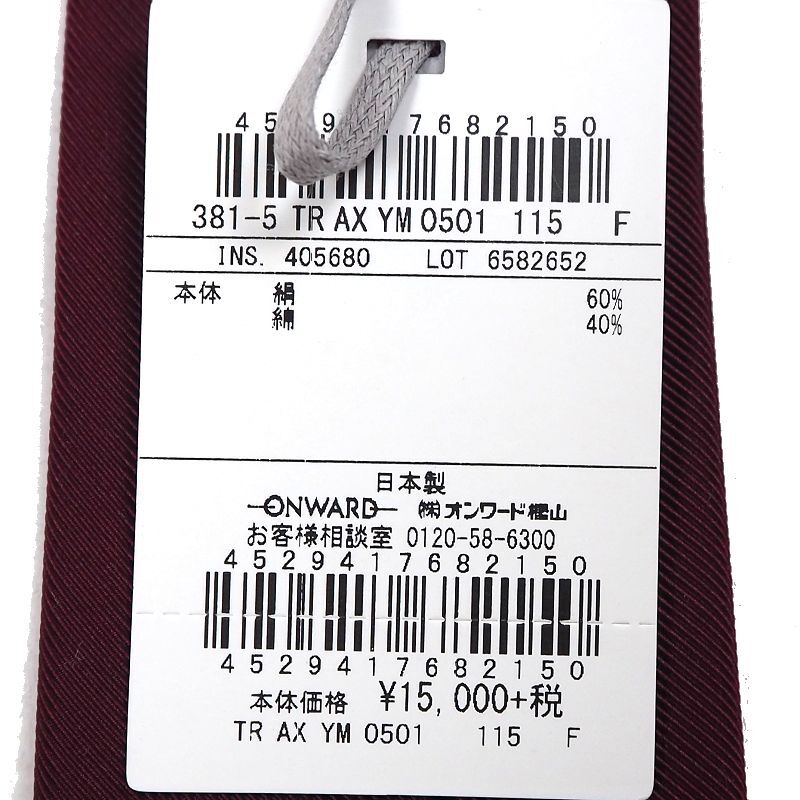 45 9 7682150
381-5 TR AX YM 0501 115 F
INS. 405680 LOT 6582652
本体 絹 60%
綿 40%
日本製
ONWARD ㈱オンワード樫山
お客様相談室 0120-58-6300
4529417682150
4529417682150
本体価格 ¥15,000+税
TR AX YM 0501 115 F